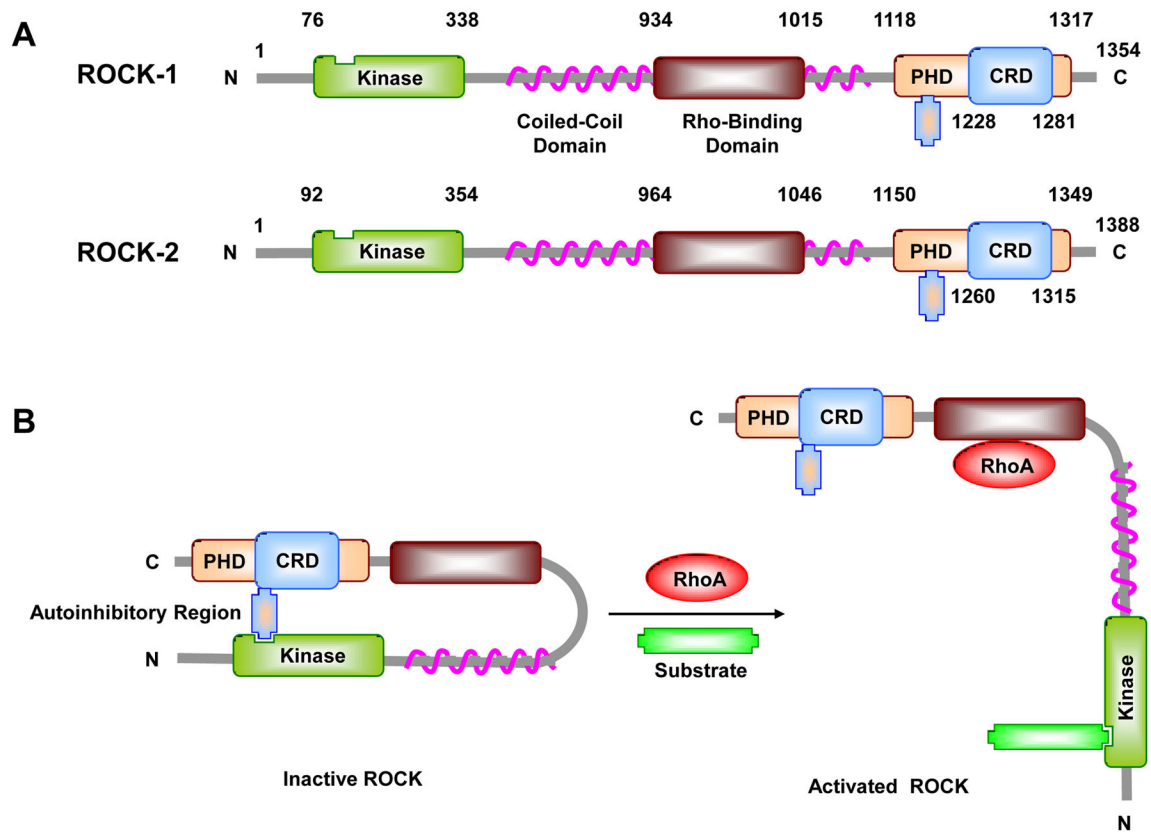 A
76 338 934 1015 1118 1317
1 1354
ROCK-1 N Kinase PHD CRD C
Coiled-Coil Rho-Binding 1228 1281
Domain Domain
92 354 964 1046 1150 1349
1 1388
ROCK-2 N Kinase PHD CRD C
1260 1315
B
C PHD CRD
RhoA
C PHD CRD
RhoA
Autoinhibitory Region
N Kinase
Substrate
Kinase
Inactive ROCK
Activated ROCK
N